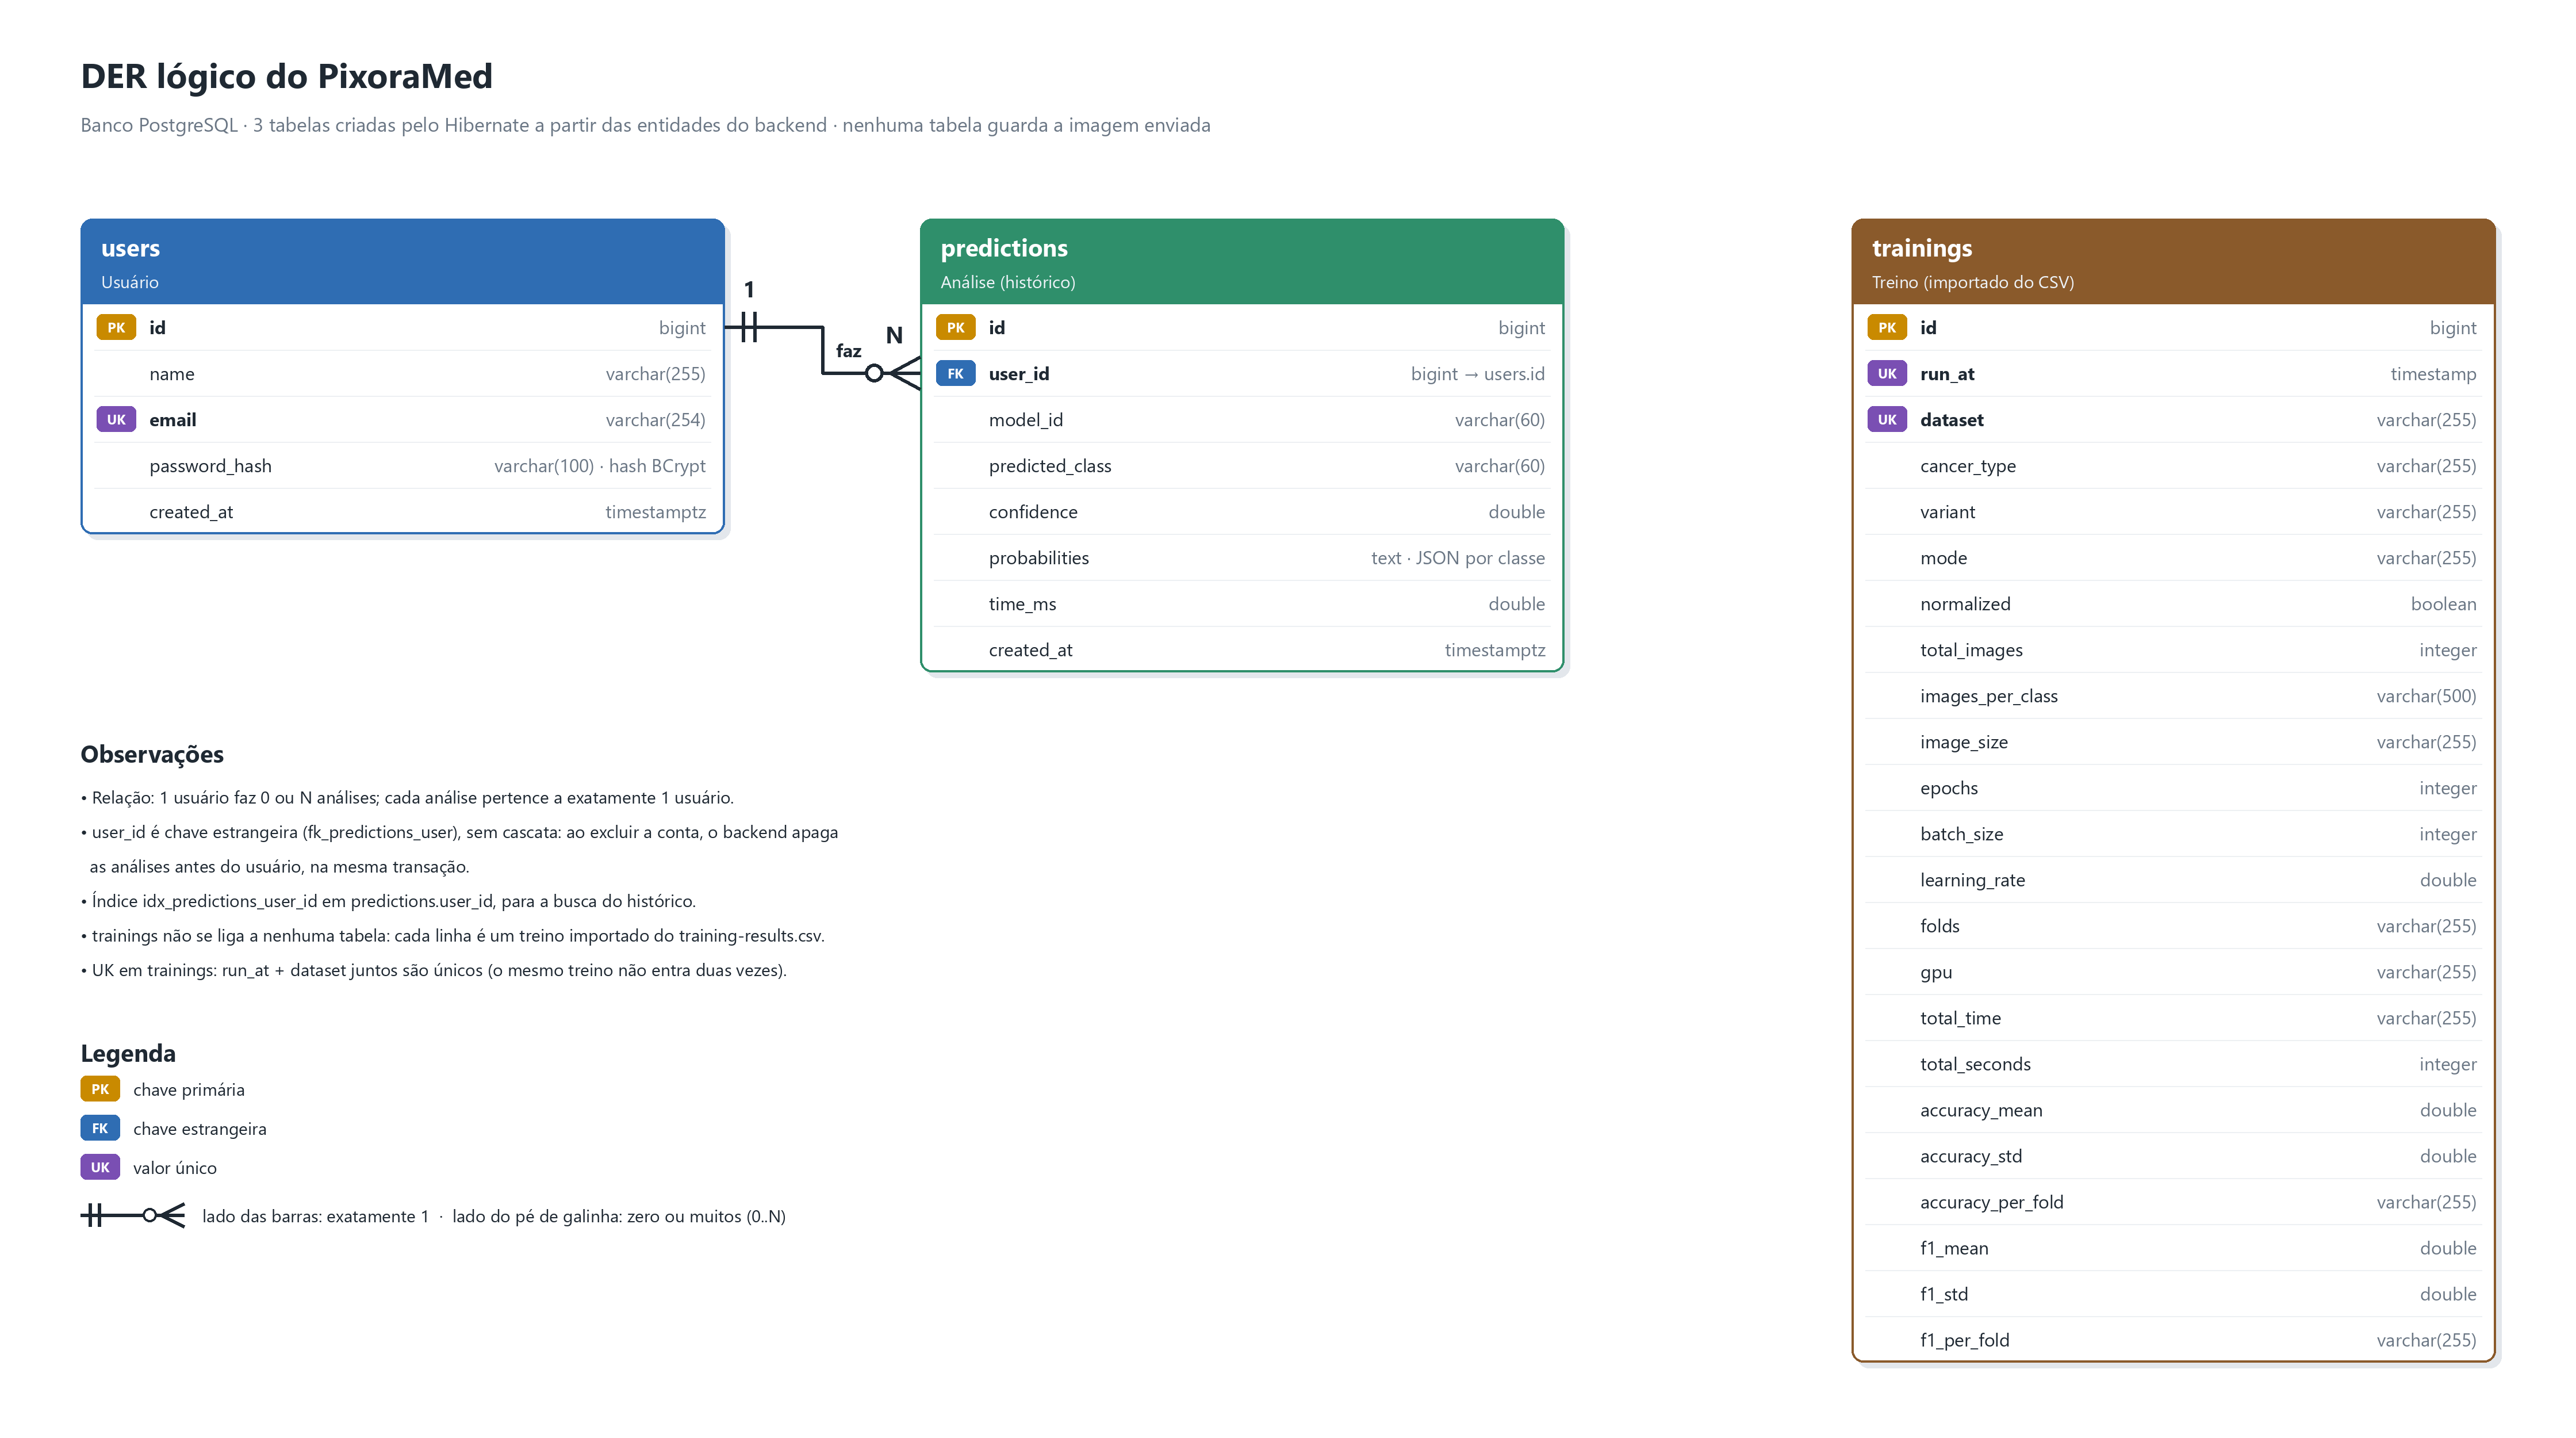 DER lógico do PixoraMed
Banco PostgreSQL · 3 tabelas criadas pelo Hibernate a partir das entidades do backend · nenhuma tabela guarda a imagem enviada
users
Usuário
PK id bigint
name varchar(255)
UK email varchar(254)
password_hash varchar(100) · hash BCrypt
created_at timestamptz
1
faz
N
predictions
Análise (histórico)
PK id bigint
FK user_id bigint → users.id
model_id varchar(60)
predicted_class varchar(60)
confidence double
probabilities text · JSON por classe
time_ms double
created_at timestamptz
trainings
Treino (importado do CSV)
PK id bigint
UK run_at timestamp
UK dataset varchar(255)
cancer_type varchar(255)
variant varchar(255)
mode varchar(255)
normalized boolean
total_images integer
images_per_class varchar(500)
image_size varchar(255)
epochs integer
batch_size integer
learning_rate double
folds varchar(255)
gpu varchar(255)
total_time varchar(255)
total_seconds integer
accuracy_mean double
accuracy_std double
accuracy_per_fold varchar(255)
f1_mean double
f1_std double
f1_per_fold varchar(255)
Observações
• Relação: 1 usuário faz 0 ou N análises; cada análise pertence a exatamente 1 usuário.
• user_id é chave estrangeira (fk_predictions_user), sem cascata: ao excluir a conta, o backend apaga
as análises antes do usuário, na mesma transação.
• Índice idx_predictions_user_id em predictions.user_id, para a busca do histórico.
• trainings não se liga a nenhuma tabela: cada linha é um treino importado do training-results.csv.
• UK em trainings: run_at + dataset juntos são únicos (o mesmo treino não entra duas vezes).
Legenda
PK chave primária
FK chave estrangeira
UK valor único
lado das barras: exatamente 1 · lado do pé de galinha: zero ou muitos (0..N)